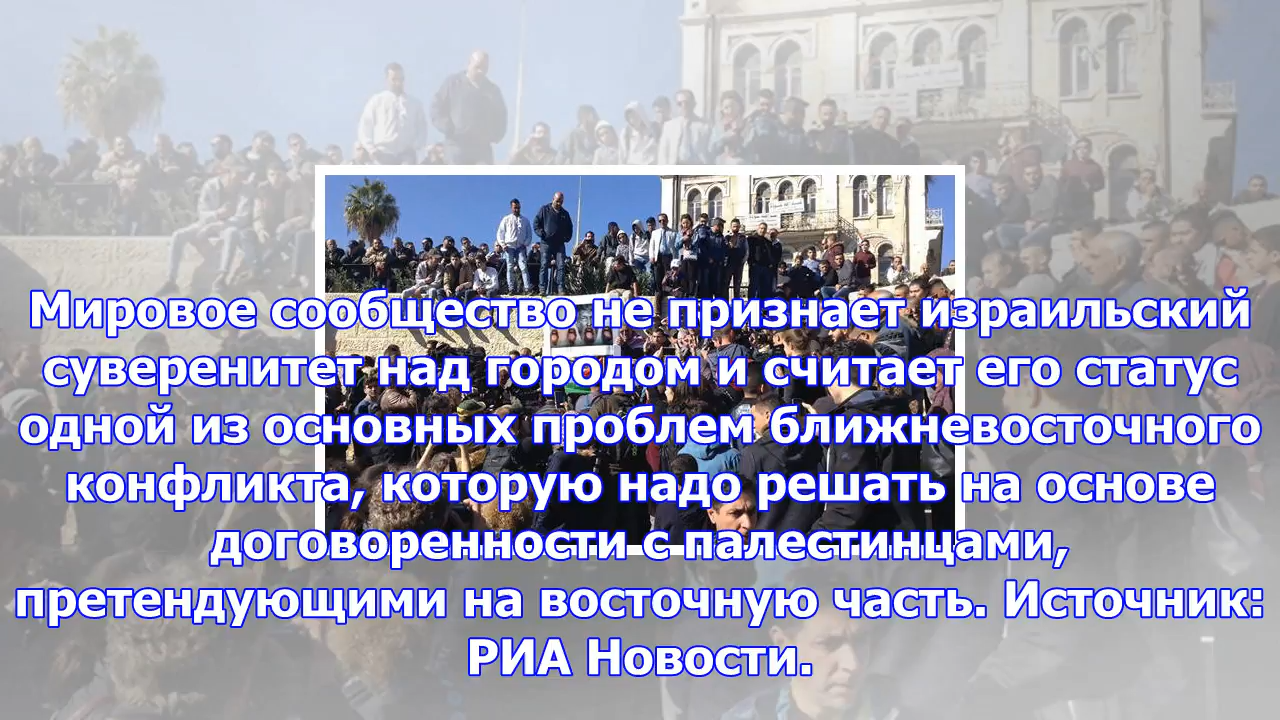 Мировое сообщество не признает израильский
суверенитет над городом и считает его статус
одной из основных проблем ближневосточного
конфликта, которую надо решать на основе
договоренности с палестинцами,
претендующими на восточную часть. Источник:
РИА Новости.